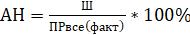 АН = Ш / ПРвсе(факт) * 100%